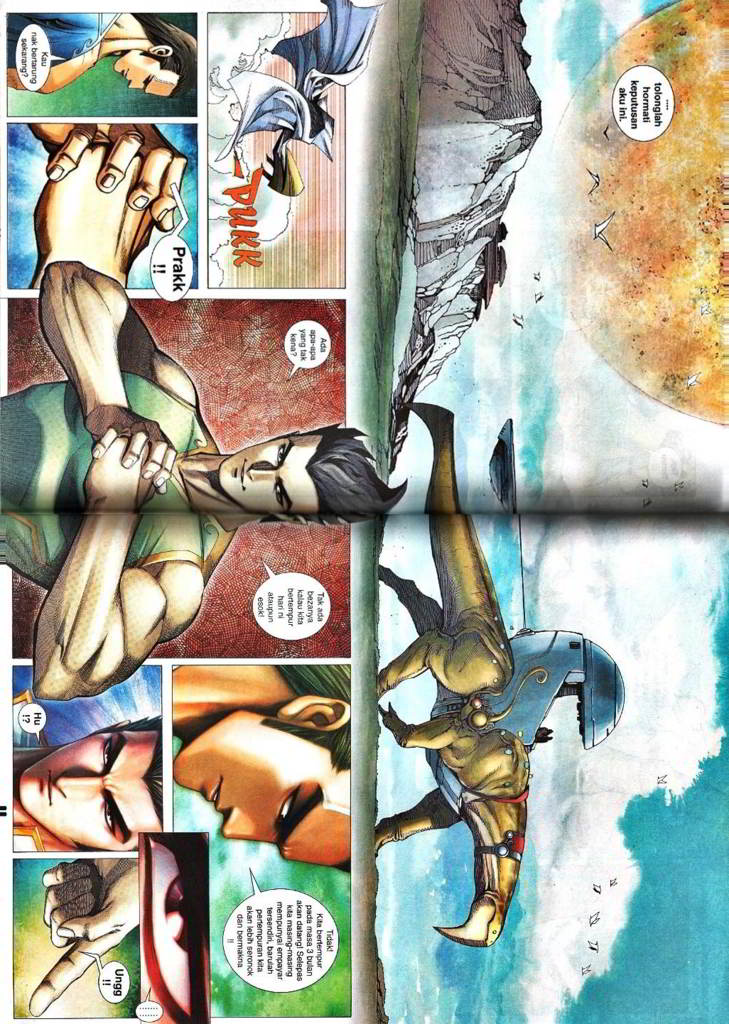 ....
tolonglah
hormati
keputusan
aku ini.
PUKK
Kau
nak bertarung
sekarang?
Prakk
!!
Ada
apa-apa
yang tak
kena?
Tak ada
bezanya
kalau kita
bertempur
hari ni
ataupun
esok!
Tidak!
Kita bertempur
pada masa 3 bulan
akan datang! Selepas
kita masing-masing
mempunyai empayar
tersendiri, barulah
pertempuran kita
akan lebih seronok
dan bermakna
!!
Hu
!?
......
Ungg
!!